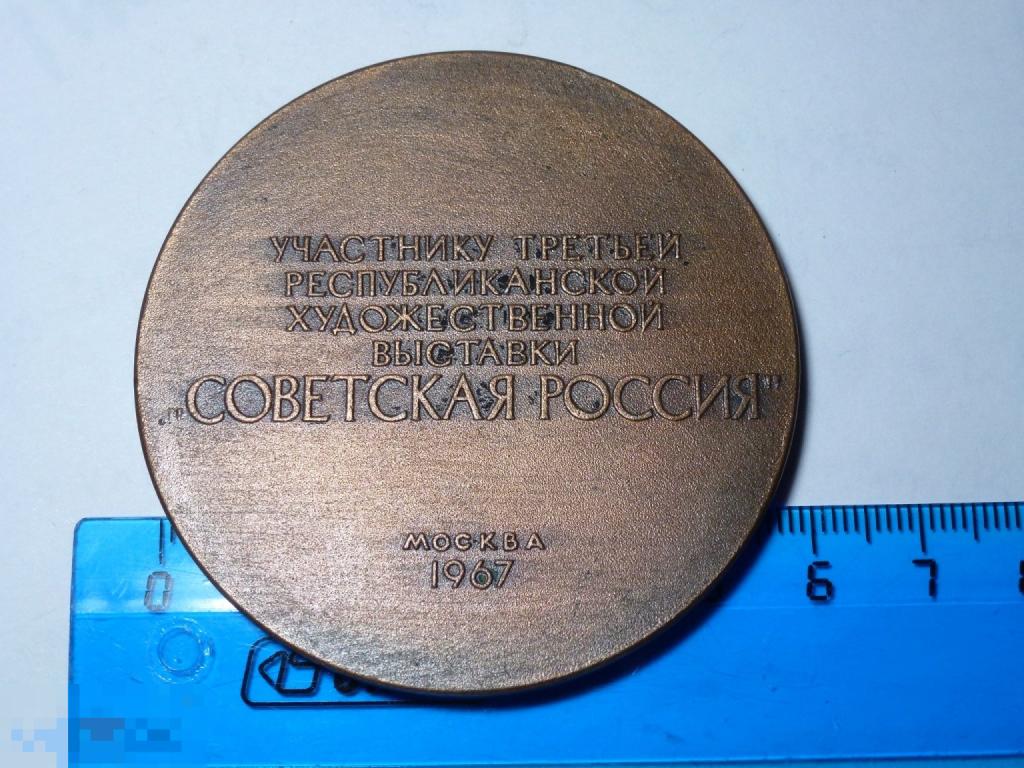 УЧАСТНИКУ ТРЕТЬЕЙ
РЕСПУБЛИКАНСКОЙ
ХУДОЖЕСТВЕННОЙ
ВЫСТАВКИ
„СОВЕТСКАЯ РОССИЯ"
МОСКВА
1967
0 6 7